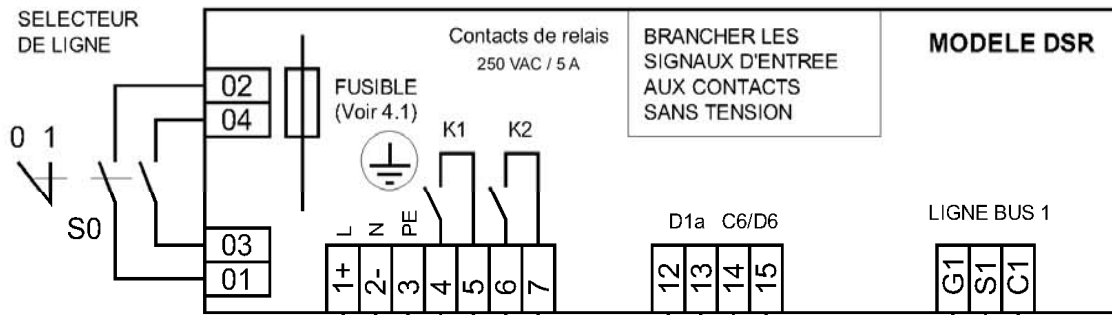 SELECTEUR
DE LIGNE
02
04
0 1
S0
03
01
FUSIBLE
(Voir 4.1)
Contacts de relais
250 VAC / 5 A
K1 K2
BRANCHER LES
SIGNAUX D'ENTREE
AUX CONTACTS
SANS TENSION
MODELE DSR
L N PE
1+ 2- 3 4 5 6 7
D1a C6/D6
12 13 14 15
LIGNE BUS 1
G1 S1 C1